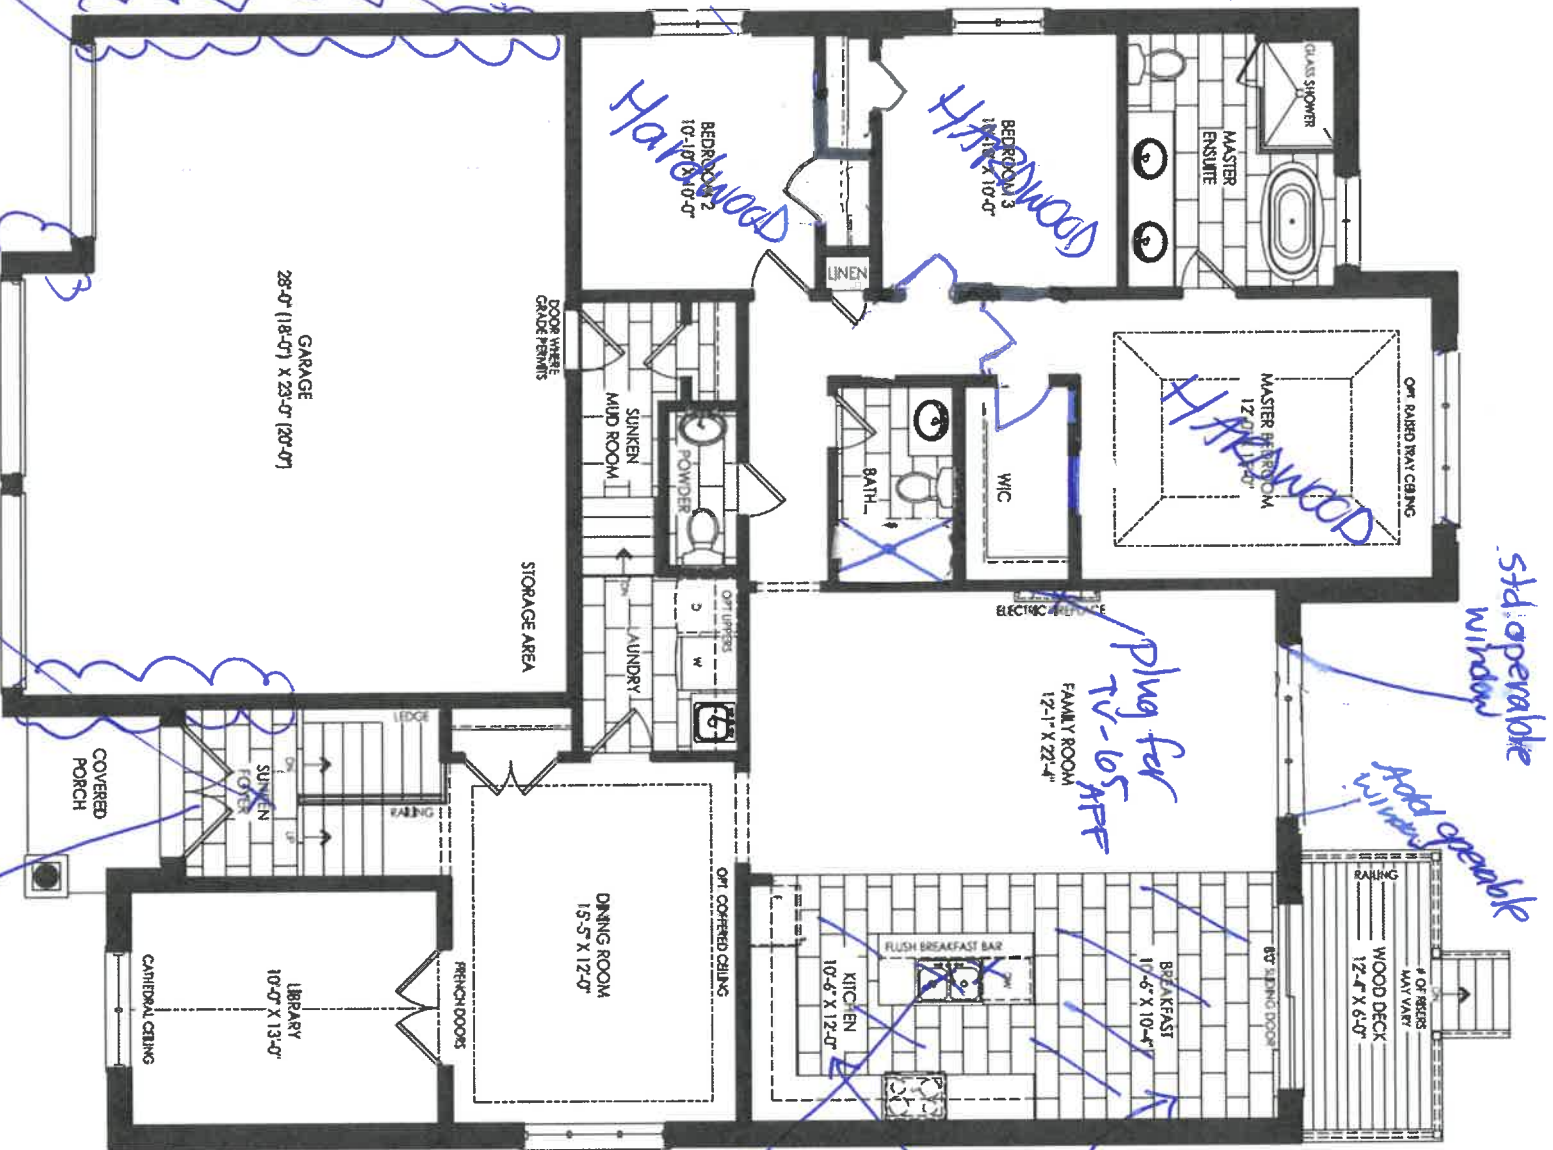 GLASS SHOWER
MASTER
ENSUITE
BEDROOM 3
HARDWOOD
BEDROOM 2
10'-10" X 10'-0"
HardwoOD
LINEN
OPT. RAISED TRAY CEILING
MASTER BEDROOM
HARDWOOD
W/C
BATH
std. operable
window
Add operable
window
DOOR WHERE
GRADE PERMITS
GARAGE
28'-0" (18'-0") X 23'-0" (20'-0")
STORAGE AREA
SUNKEN
MUD ROOM
POWDER
DN
OPT UPPERS
D
W
LAUNDRY
ELECTRIC FIREPLACE
plug for
TV - 65 AFF
FAMILY ROOM
12'-1" X 22'-4"
# OF RISERS
MAY VARY
DN
RAILING
WOOD DECK
12'-4" X 6'-0"
8'0" SLIDING DOOR
BREAKFAST
10'-6" X 10'-4"
FLUSH BREAKFAST BAR
DW
KITCHEN
10'-6" X 12'-0"
OPT. COFFERED CEILING
DINING ROOM
15'-5" X 12'-0"
LEDGE
DN
RAILING
UP
SUNKEN
FOYER
COVERED
PORCH
FRENCH DOORS
LIBRARY
10'-0" X 13'-0"
CATHEDRAL CEILING